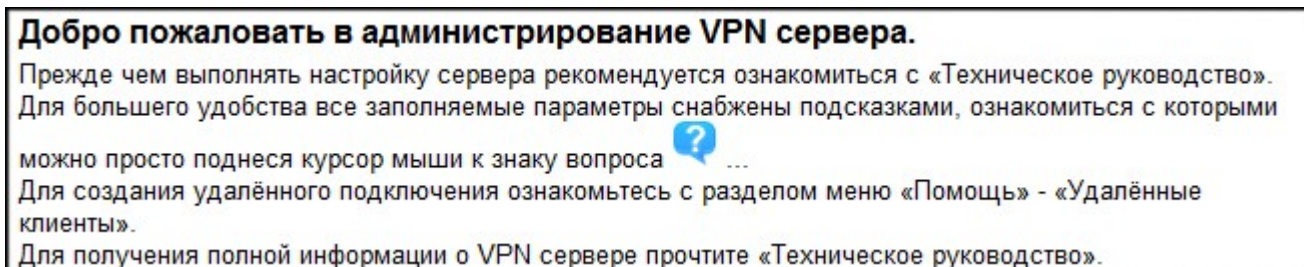 Добро пожаловать в администрирование VPN сервера.
Прежде чем выполнять настройку сервера рекомендуется ознакомиться с «Техническое руководство».
Для большего удобства все заполняемые параметры снабжены подсказками, ознакомиться с которыми
можно просто поднеся курсор мыши к знаку вопроса ? ...
Для создания удалённого подключения ознакомьтесь с разделом меню «Помощь» - «Удалённые
клиенты».
Для получения полной информации о VPN сервере прочтите «Техническое руководство».